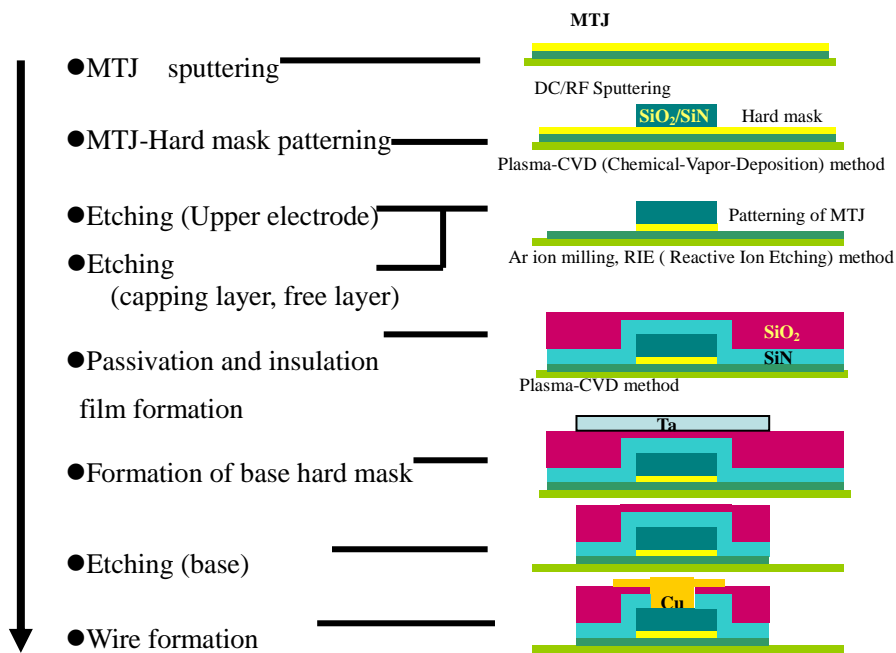 MTJ
●MTJ sputtering
DC/RF Sputtering
SiO2/SiN Hard mask
●MTJ-Hard mask patterning
Plasma-CVD (Chemical-Vapor-Deposition) method
●Etching (Upper electrode)
Patterning of MTJ
Ar ion milling, RIE ( Reactive Ion Etching) method
●Etching
(capping layer, free layer)
SiO2
SiN
●Passivation and insulation
film formation
Plasma-CVD method
Ta
●Formation of base hard mask
●Etching (base)
Cu
●Wire formation